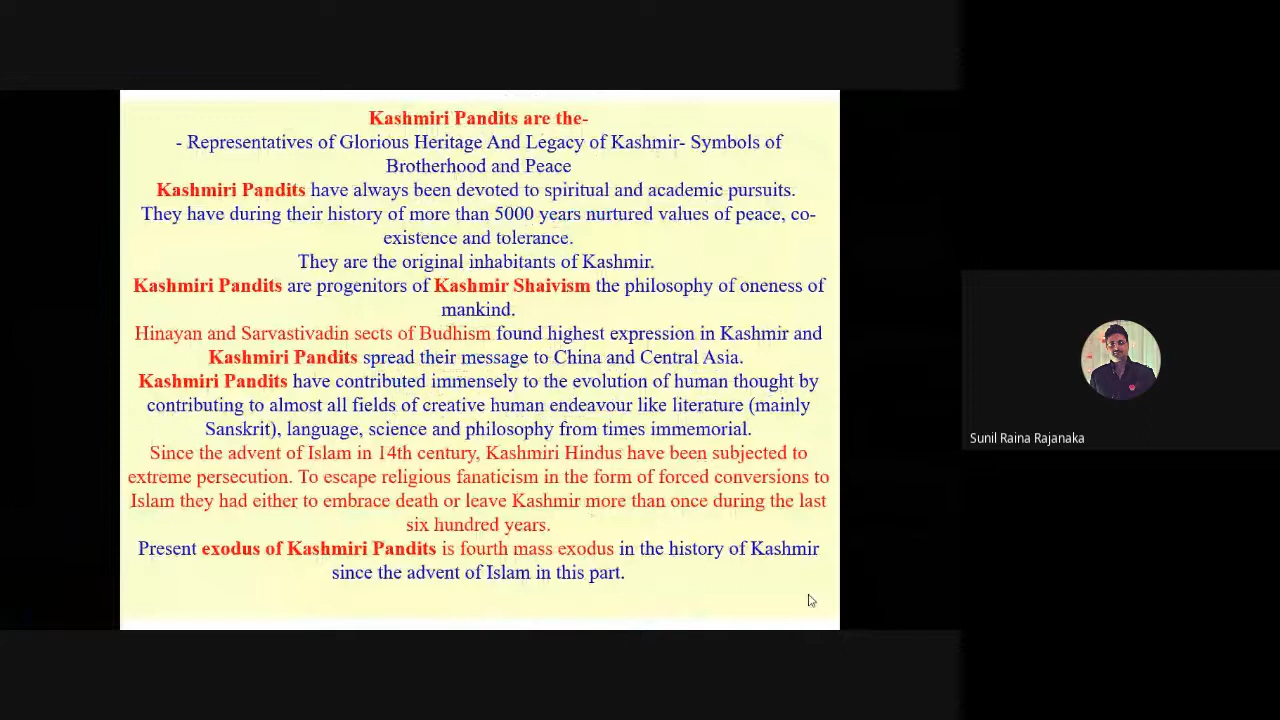 Kashmiri Pandits are the-
- Representatives of Glorious Heritage And Legacy of Kashmir- Symbols of
Brotherhood and Peace
Kashmiri Pandits have always been devoted to spiritual and academic pursuits.
They have during their history of more than 5000 years nurtured values of peace, co-
existence and tolerance.
They are the original inhabitants of Kashmir.
Kashmiri Pandits are progenitors of Kashmir Shaivism the philosophy of oneness of
mankind.
Hinayan and Sarvastivadin sects of Budhism found highest expression in Kashmir and
Kashmiri Pandits spread their message to China and Central Asia.
Kashmiri Pandits have contributed immensely to the evolution of human thought by
contributing to almost all fields of creative human endeavour like literature (mainly
Sanskrit), language, science and philosophy from times immemorial.
Since the advent of Islam in 14th century, Kashmiri Hindus have been subjected to
extreme persecution. To escape religious fanaticism in the form of forced conversions to
Islam they had either to embrace death or leave Kashmir more than once during the last
six hundred years.
Present exodus of Kashmiri Pandits is fourth mass exodus in the history of Kashmir
since the advent of Islam in this part.
Sunil Raina Rajanaka